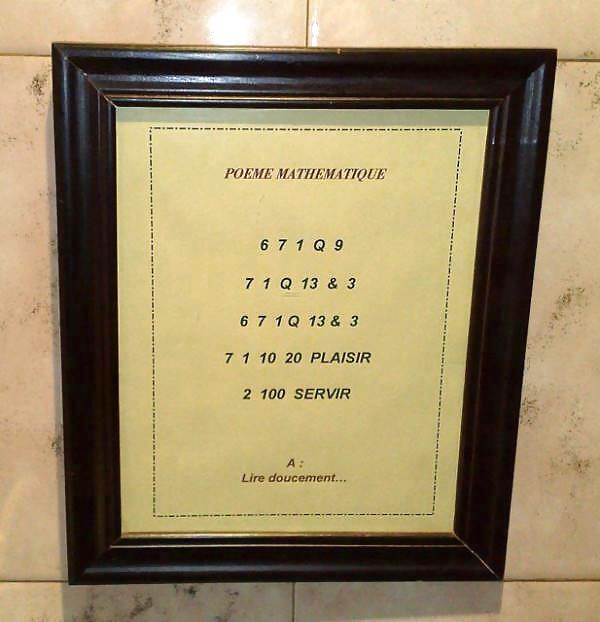 POEME MATHEMATIQUE
6 7 1 Q 9
7 1 Q 13 & 3
6 7 1 Q 13 & 3
7 1 10 20 PLAISIR
2 100 SERVIR
A :
Lire doucement...